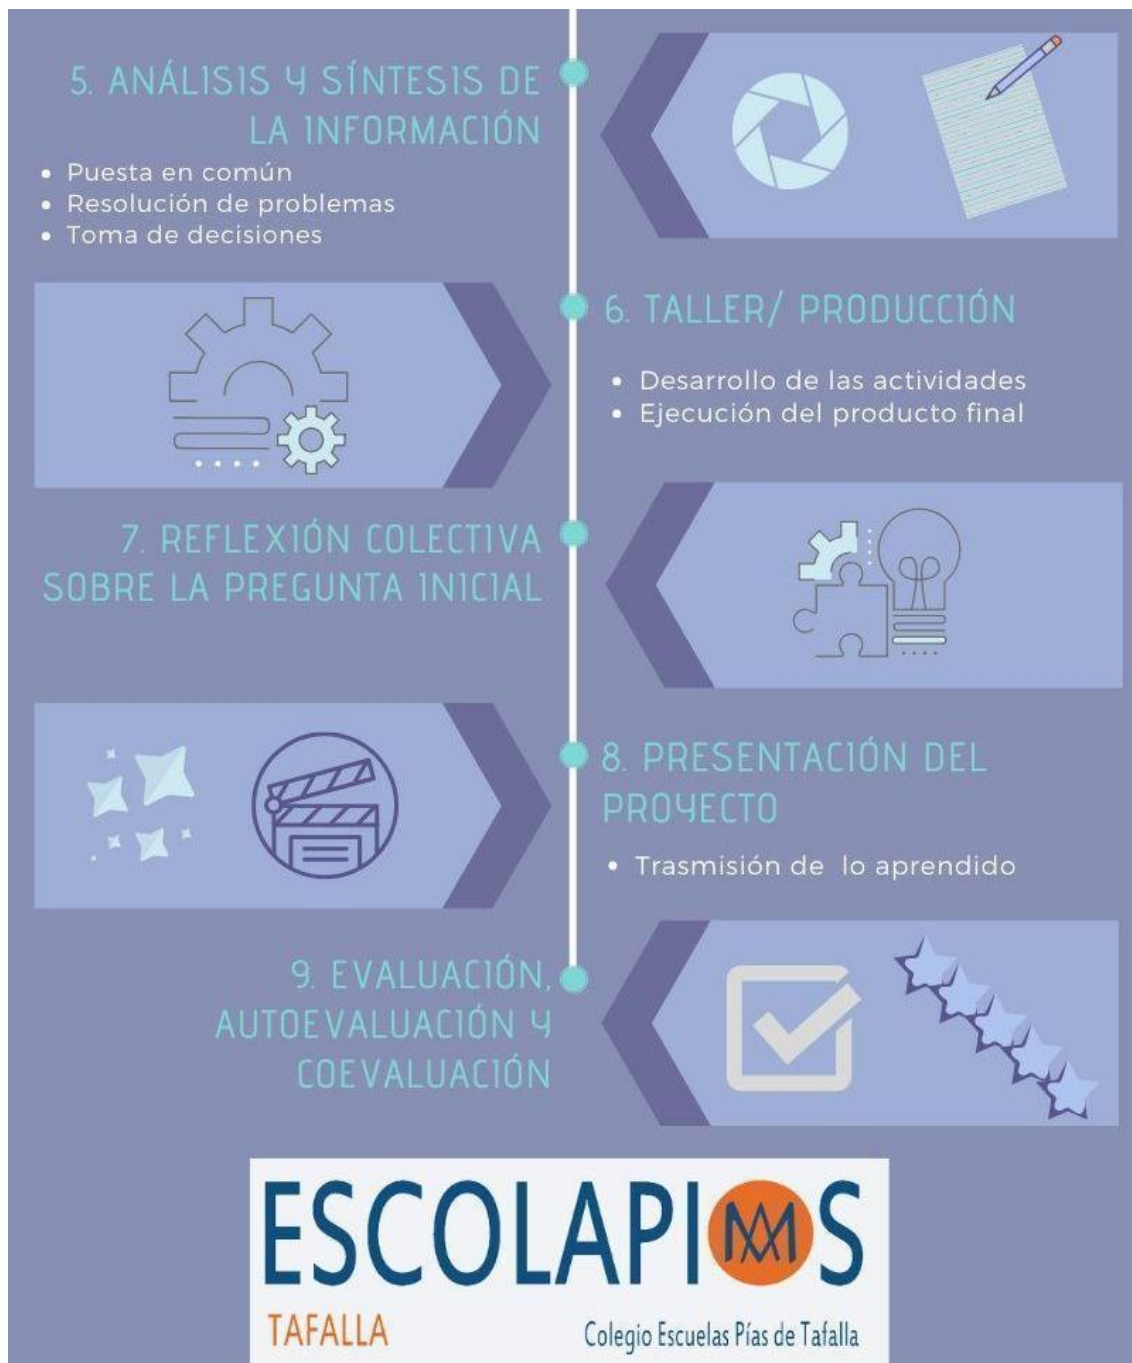 5. ANÁLISIS Y SÍNTESIS DE
LA INFORMACIÓN
• Puesta en común
• Resolución de problemas
• Toma de decisiones
6. TALLER/ PRODUCCIÓN
• Desarrollo de las actividades
• Ejecución del producto final
7. REFLEXIÓN COLECTIVA
SOBRE LA PREGUNTA INICIAL
8. PRESENTACIÓN DEL
PROYECTO
• Trasmisión de lo aprendido
9. EVALUACIÓN,
AUTOEVALUACIÓN Y
COEVALUACIÓN
ESCOLAPIOS
TAFALLA
Colegio Escuelas Pías de Tafalla